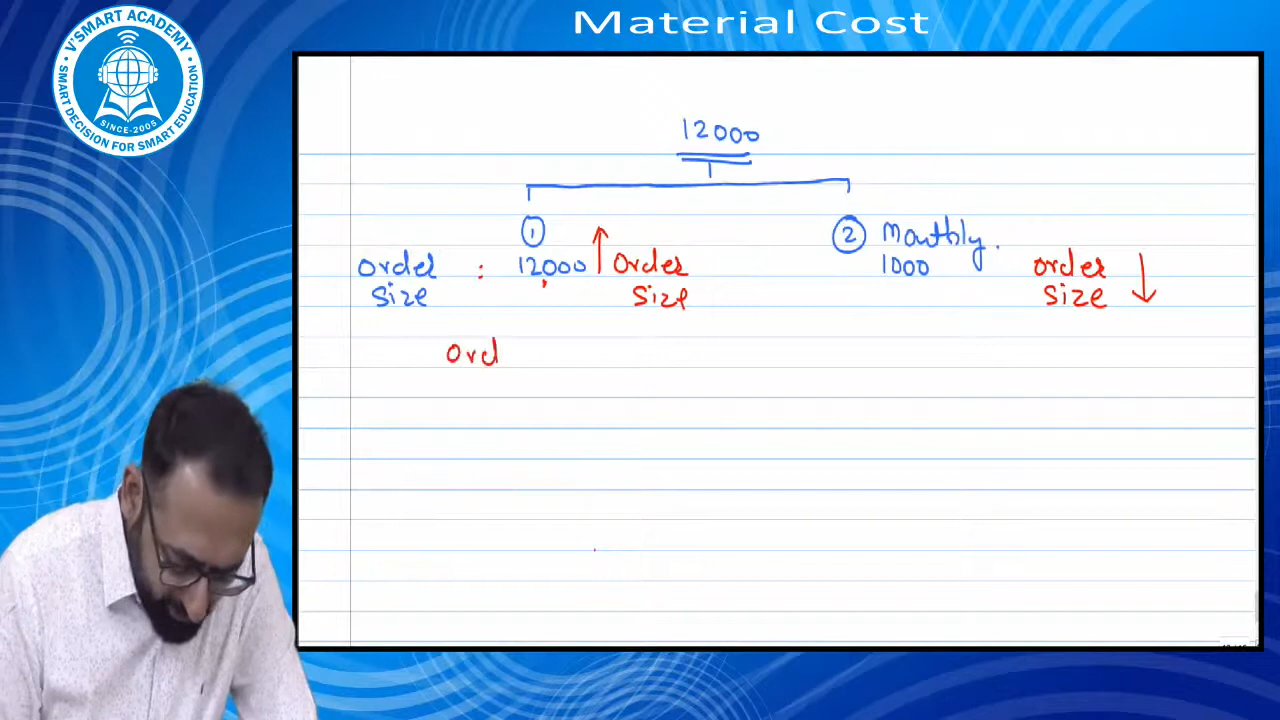 Material Cost
V'SMART ACADEMY
SINCE-2005
SMART DECISION FOR SMART EDUCATION
12000
1
2 Monthly.
order : 12000 order 1000 order
size size size
ord